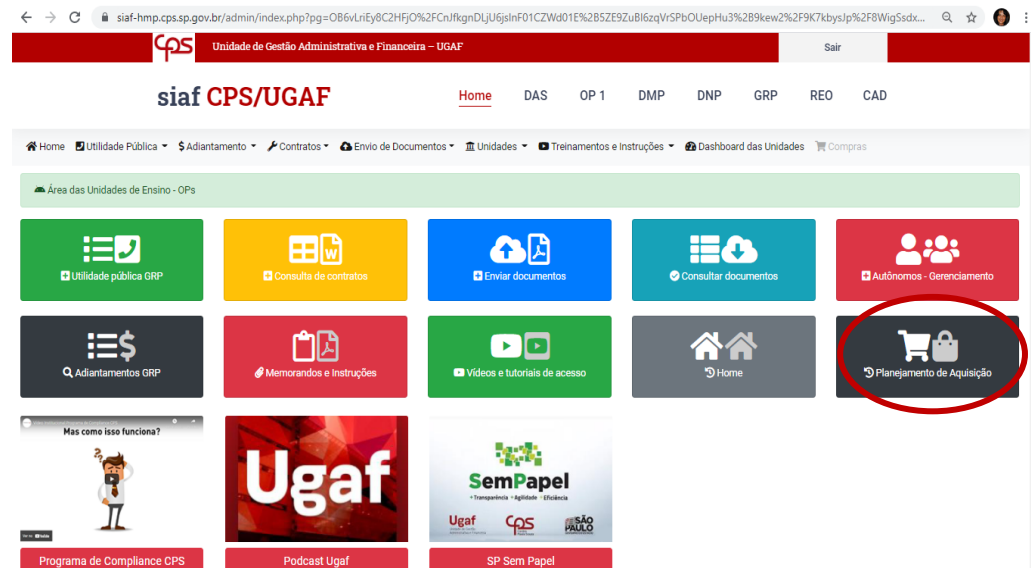 siaf-hmp.cps.sp.gov.br/admin/index.php?pg=OB6vLriEy8C2HFjO%2FCnJfkgnDLjU6jsInF01CZWd01E%2B5ZE9ZuBI6zqVrSPbOUepHu3%2B9kew2%2F9K7kbysJp%2F8WigSsdx...
cps Unidade de Gestão Administrativa e Financeira – UGAF Sair
siaf CPS/UGAF Home DAS OP 1 DMP DNP GRP REO CAD
Home Utilidade Pública Adiantamento Contratos Envio de Documentos Unidades Treinamentos e Instruções Dashboard das Unidades Compras
Área das Unidades de Ensino - OPs
Utilidade pública GRP Consulta de contratos Enviar documentos Consultar documentos Autônomos - Gerenciamento
Adiantamentos GRP Memorandos e Instruções Vídeos e tutoriais de acesso Home Planejamento de Aquisição
Mas como isso funciona?
Ugaf
SemPapel
• Transparência • Agilidade • Eficiência
Ugaf cps SÃO PAULO
Programa de Compliance CPS Podcast Ugaf SP Sem Papel